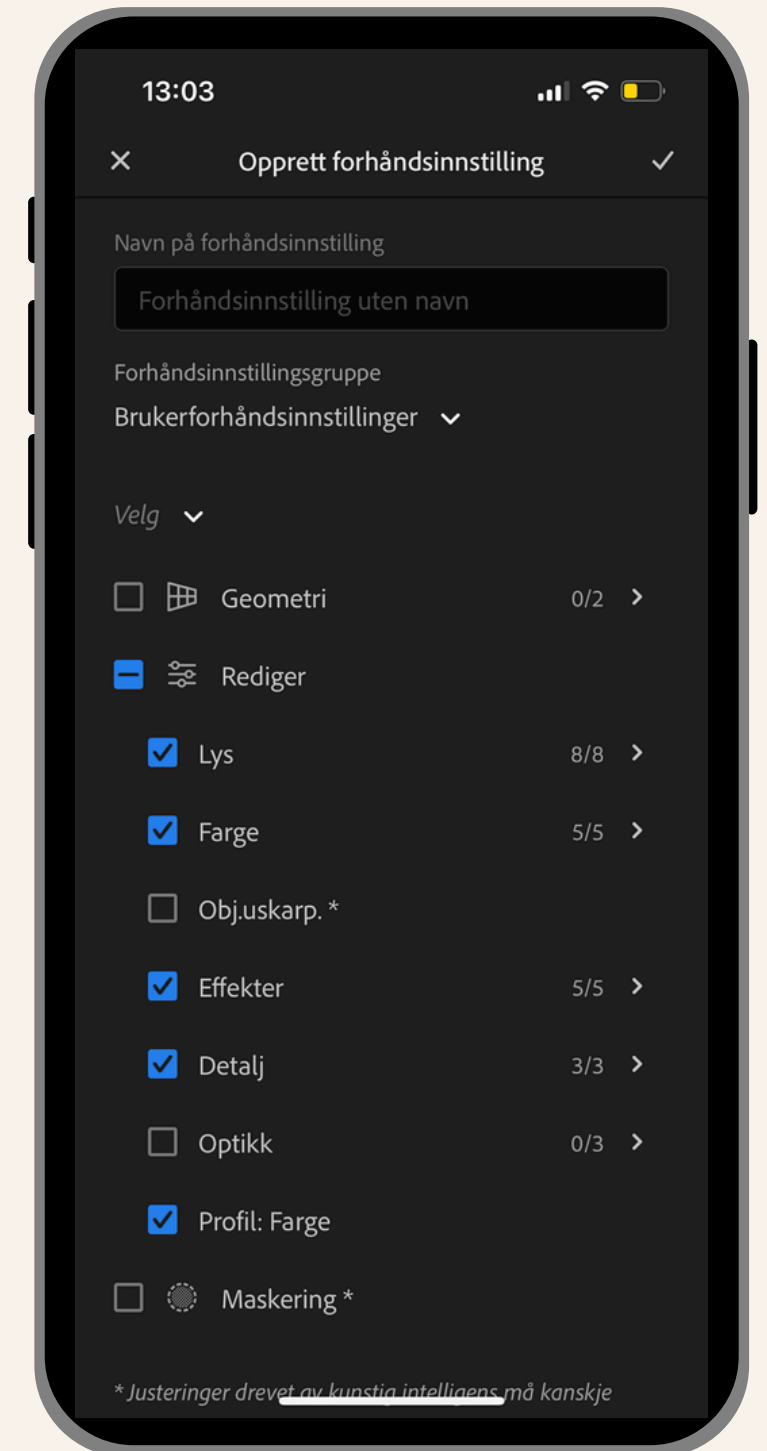 13:03
Opprett forhåndsinnstilling
Navn på forhåndsinnstilling
Forhåndsinnstilling uten navn
Forhåndsinnstillingsgruppe
Brukerforhåndsinnstillinger
Velg
Geometri 0/2
Rediger
Lys 8/8
Farge 5/5
Obj.uskarp. *
Effekter 5/5
Detalj 3/3
Optikk 0/3
Profil: Farge
Maskering *
* Justeringer drevet av kunstig intelligens må kanskje